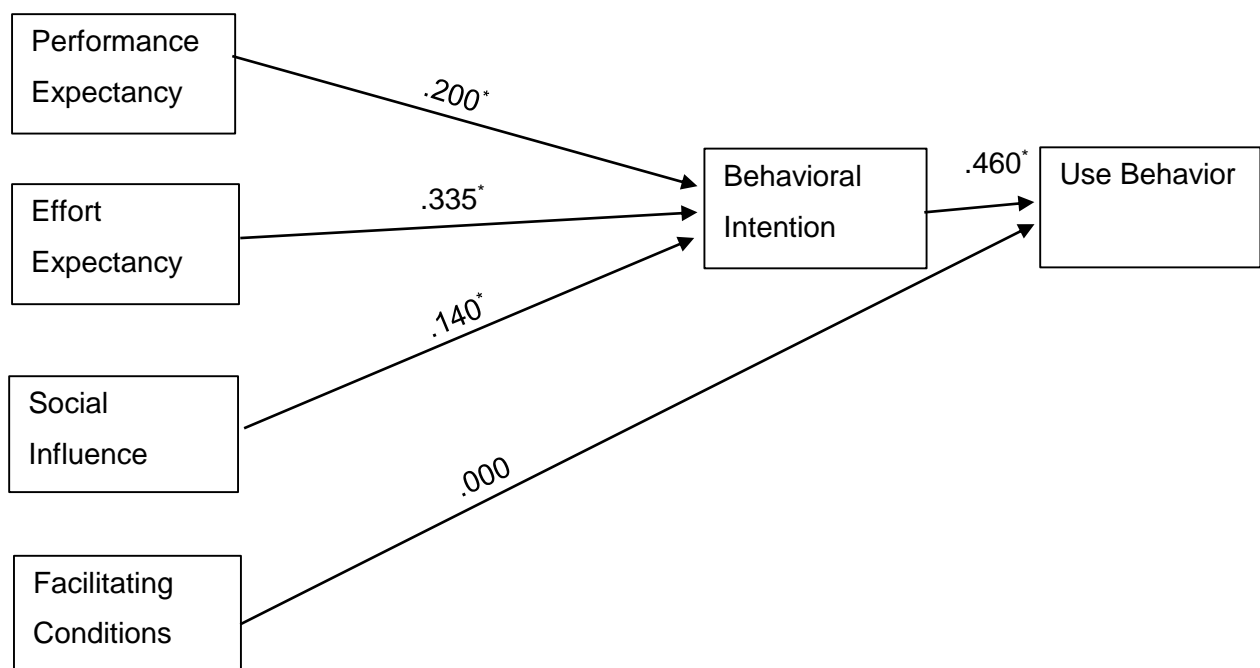 Performance
Expectancy
.200*
Effort
Expectancy
.335*
Behavioral
Intention
.460*
Use Behavior
Social
Influence
.140*
Facilitating
Conditions
.000